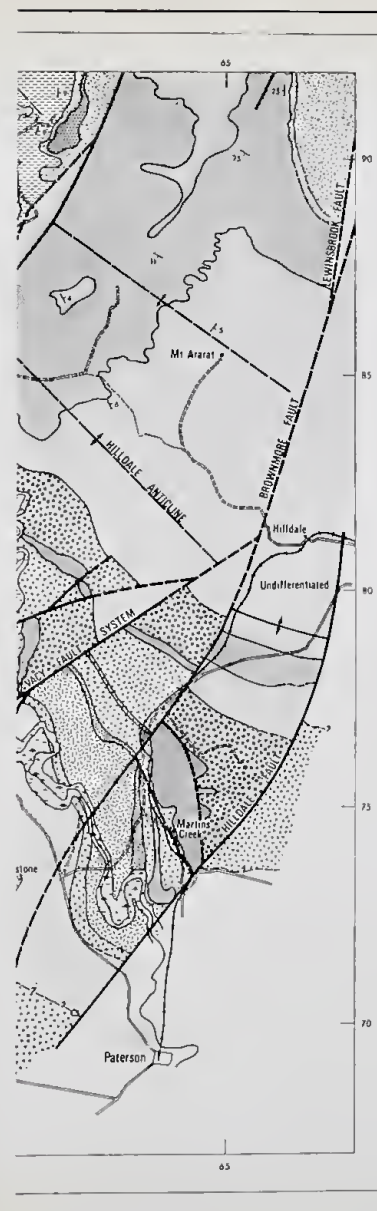 65
90
LEWINSBROOK FAULT
85
Mt Ararat
BROWNMORE FAULT
HILLDALE ANTICLINE
Hilldale
Undifferentiated
80
FAULT SYSTEM
75
HILLDALE FAULT
Martins
Creek
stone
70
Paterson
65